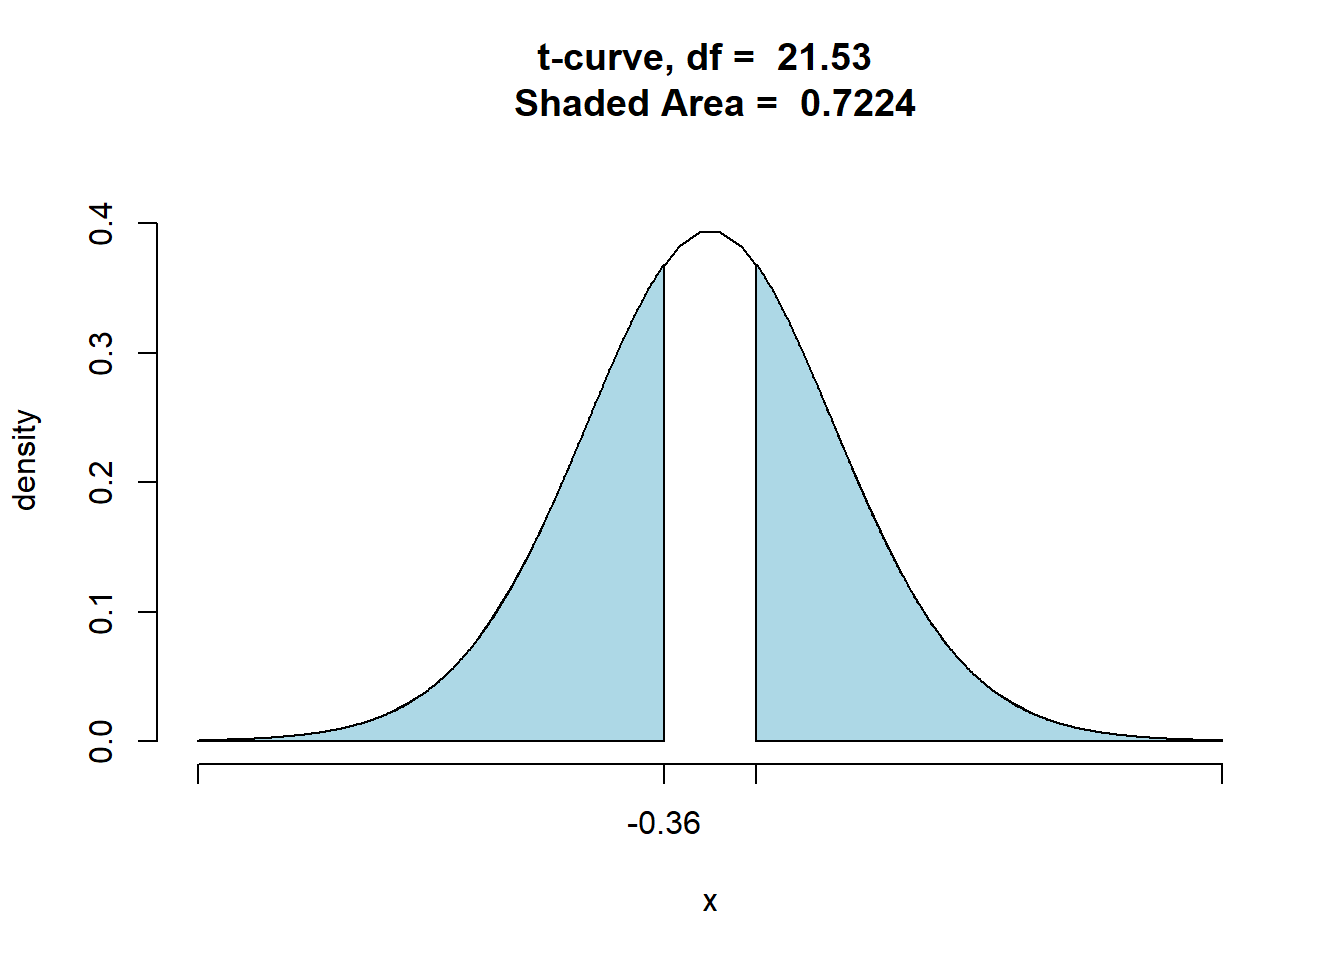 t-curve, df = 21.53
Shaded Area = 0.7224
0.4
0.3
0.2
0.1
0.0
density
-0.36
x